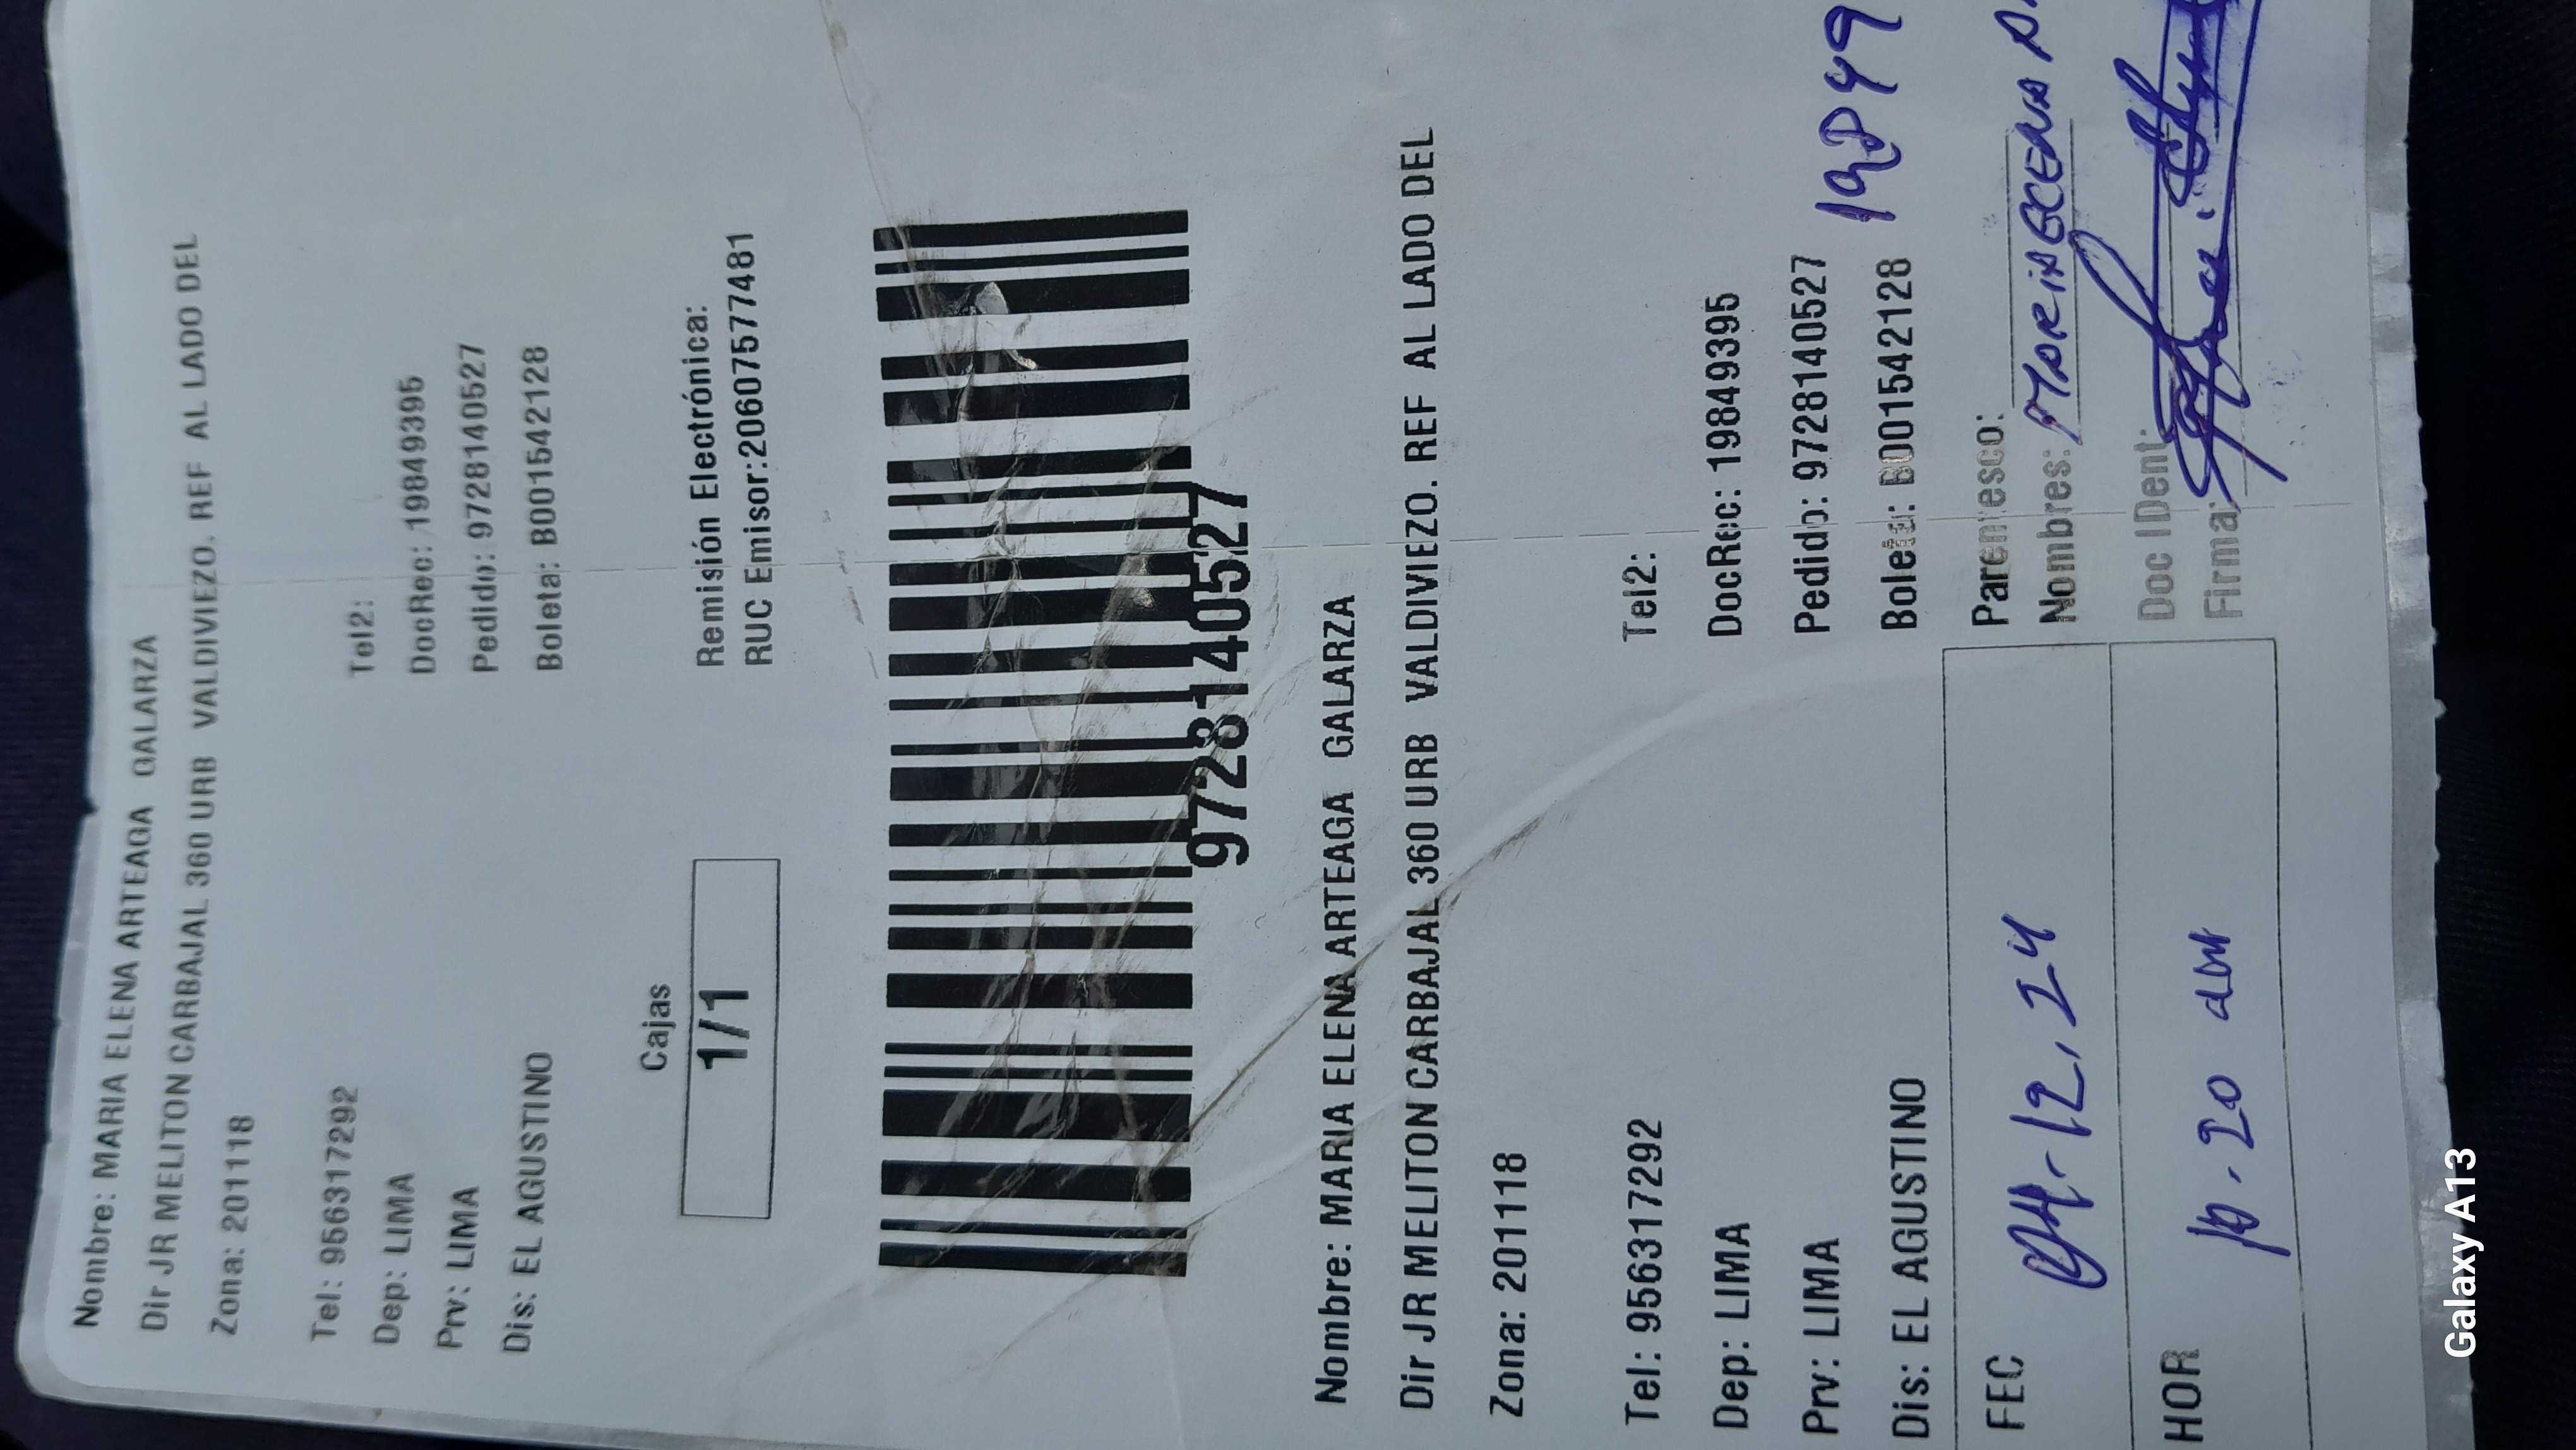 Nombre: MARIA ELENA ARTEAGA GALARZA
Dir JR MELITON CARBAJAL 360 URB VALDIVIEZO. REF AL LADO DEL
Zona: 201118
Tel: 956317292
Tel2:
Dep: LIMA
DocRec: 19849395
Prv: LIMA
Pedido: 972814052​7
Dis: EL AGUSTINO
Boleta: B001542128
Cajas
1/1
Remisión Electrónica:
RUC Emisor:20607577481
9728140527
Nombre: MARIA ELENA ARTEAGA GALARZA
Dir JR MELITON CARBAJAL 360 URB VALDIVIEZO. REF AL LADO DEL
Zona: 201118
Tel: 956317292
Tel2:
Dep: LIMA
DocRec: 19849395
Prv: LIMA
Pedido: 9728140527
Dis: EL AGUSTINO
Boleta: B001542128
FEC 12.24
Parentesco:
Nombres:
HOR 10.20 am
Doc IDent:
Firma:
Galaxy A13